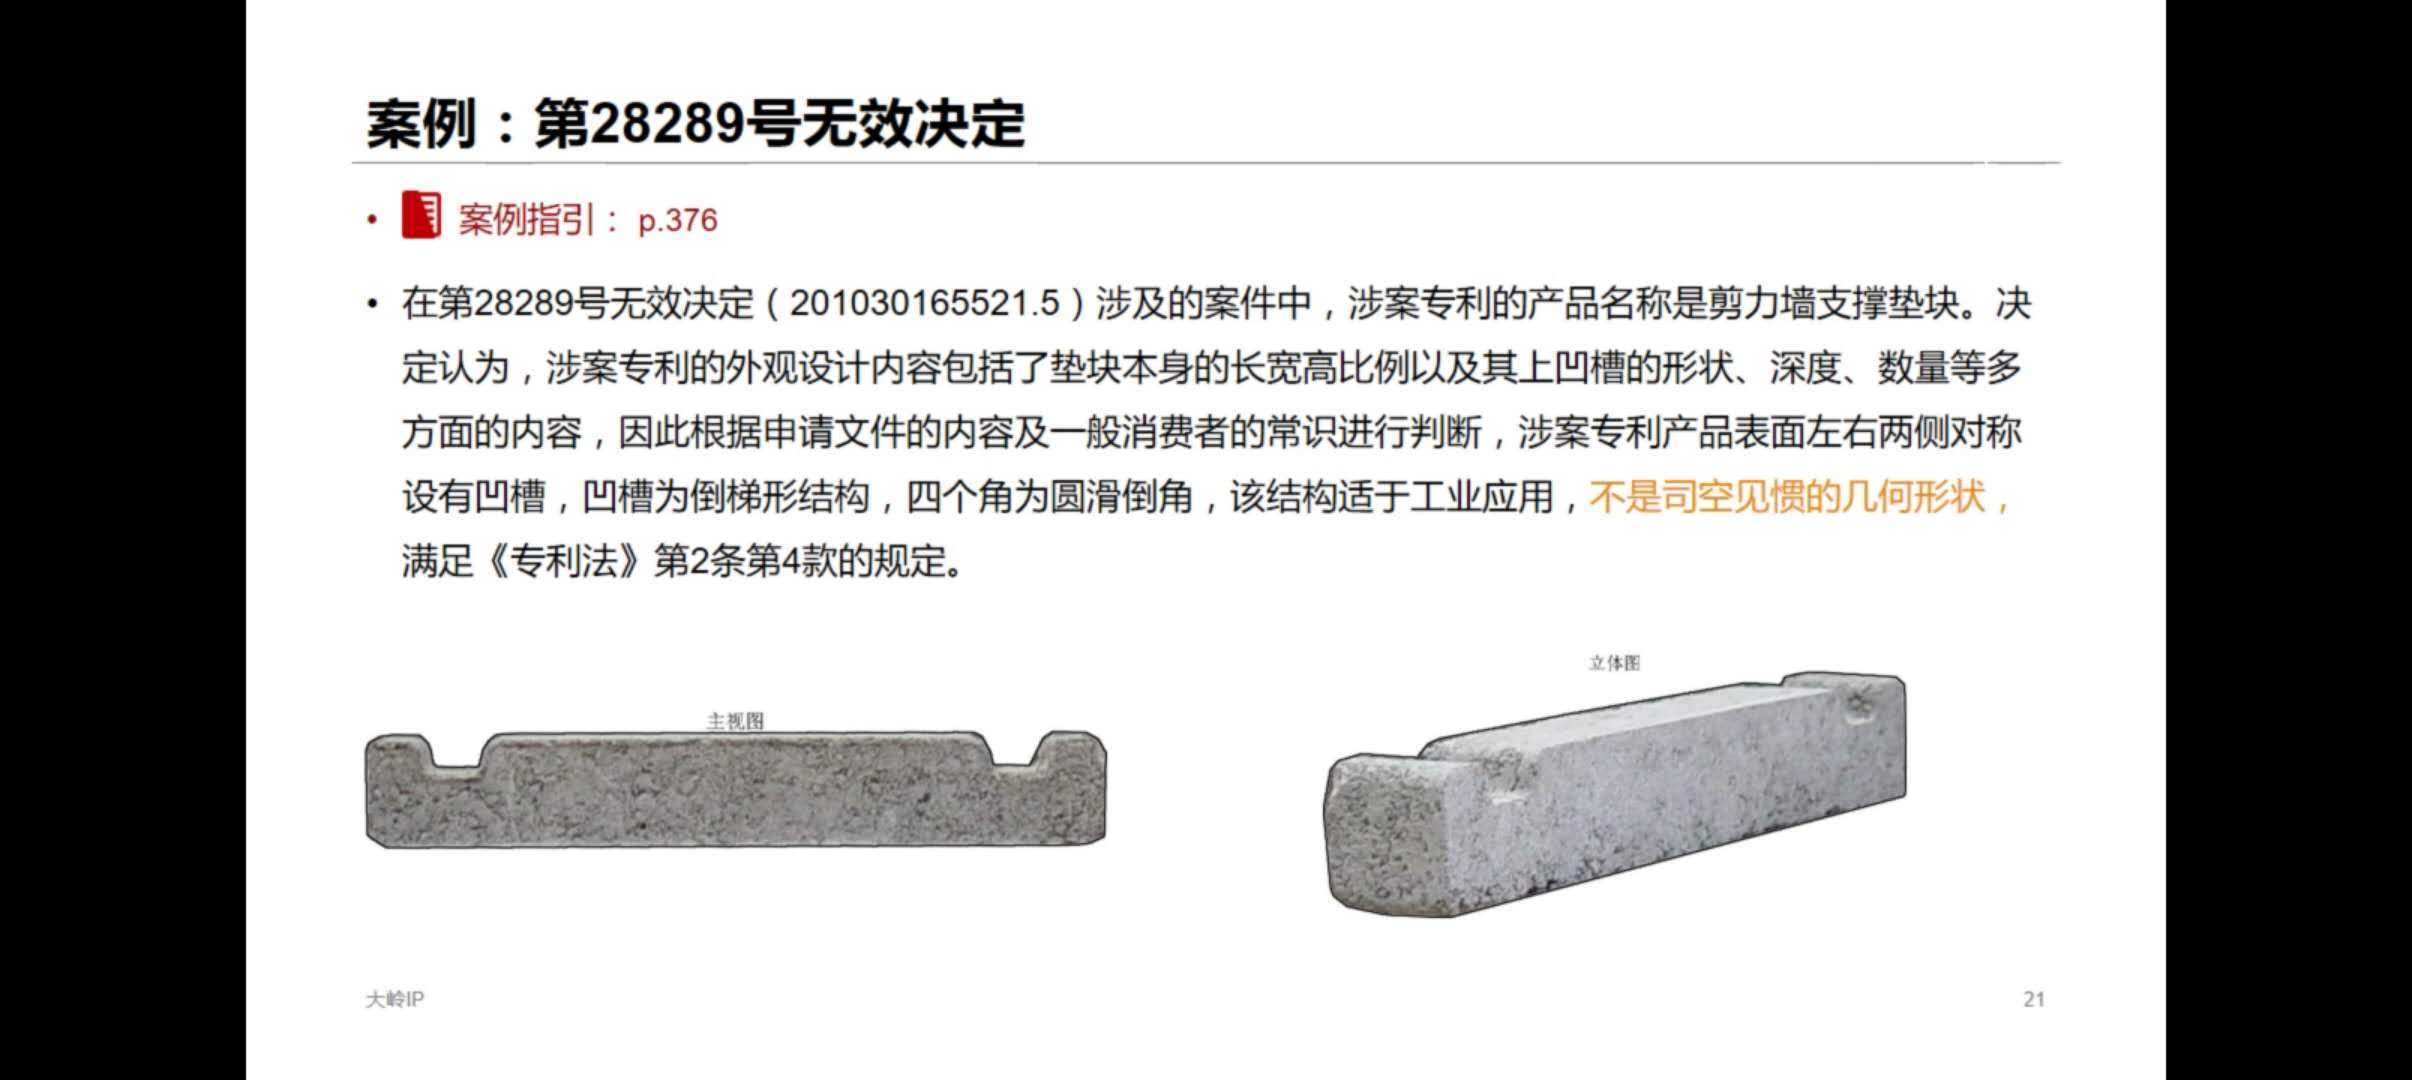 案例：第28289号无效决定
• 案例指引： p.376
• 在第28289号无效决定（201030165521.5）涉及的案件中，涉案专利的产品名称是剪力墙支撑垫块。决
定认为，涉案专利的外观设计内容包括了垫块本身的长宽高比例以及其上凹槽的形状、深度、数量等多
方面的内容，因此根据申请文件的内容及一般消费者的常识进行判断，涉案专利产品表面左右两侧对称
设有凹槽，凹槽为倒梯形结构，四个角为圆滑倒角，该结构适于工业应用，不是司空见惯的几何形状，
满足《专利法》第2条第4款的规定。
立体图
主视图
大岭IP
21